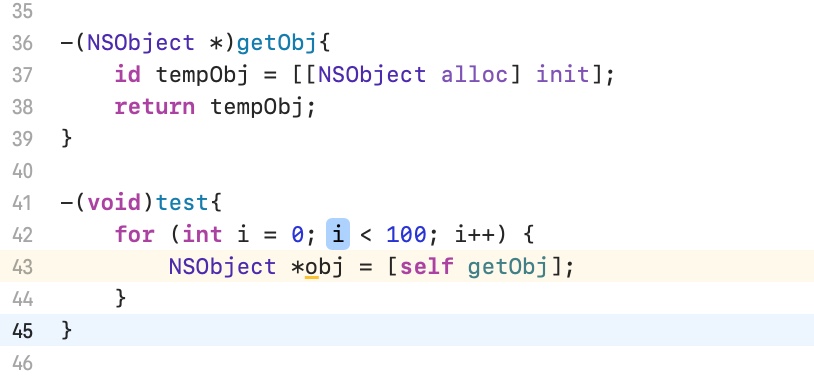 35
36 -(NSObject *)getObj{
37     id tempObj = [[NSObject alloc] init];
38     return tempObj;
39 }
40
41 -(void)test{
42     for (int i = 0; i < 100; i++) {
43         NSObject *obj = [self getObj];
44     }
45 }
46